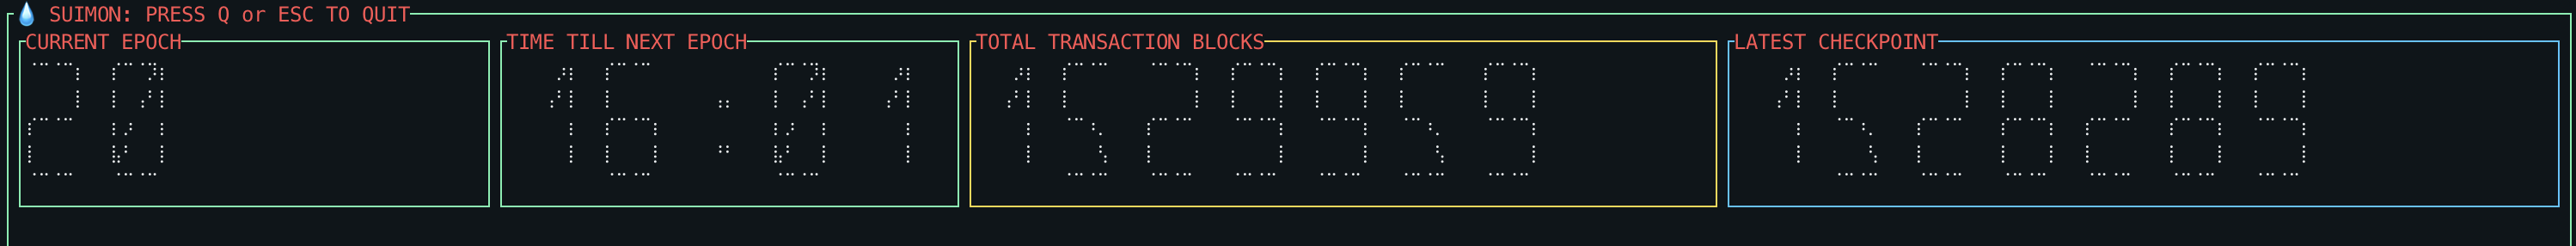 💧 SUIMON: PRESS Q or ESC TO QUIT
CURRENT EPOCH
20
TIME TILL NEXT EPOCH
16:01
TOTAL TRANSACTION BLOCKS
1529959
LATEST CHECKPOINT
1528289